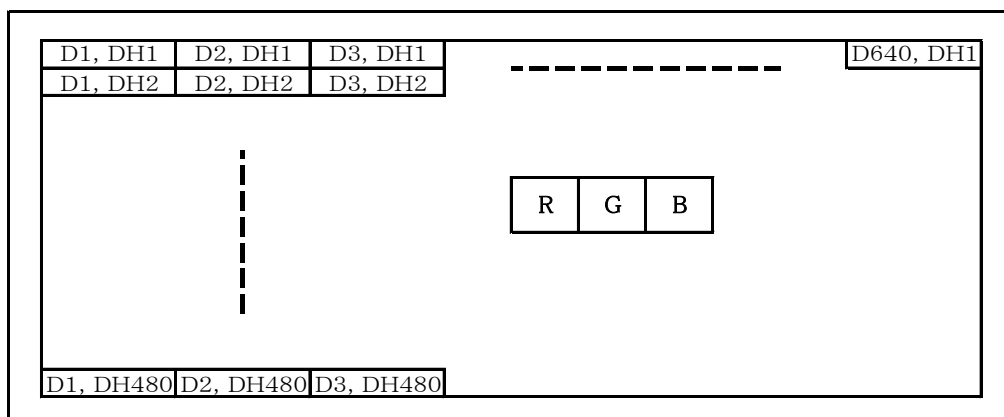 D1, DH1 D2, DH1 D3, DH1 D640, DH1
D1, DH2 D2, DH2 D3, DH2
R G B
D1, DH480 D2, DH480 D3, DH480